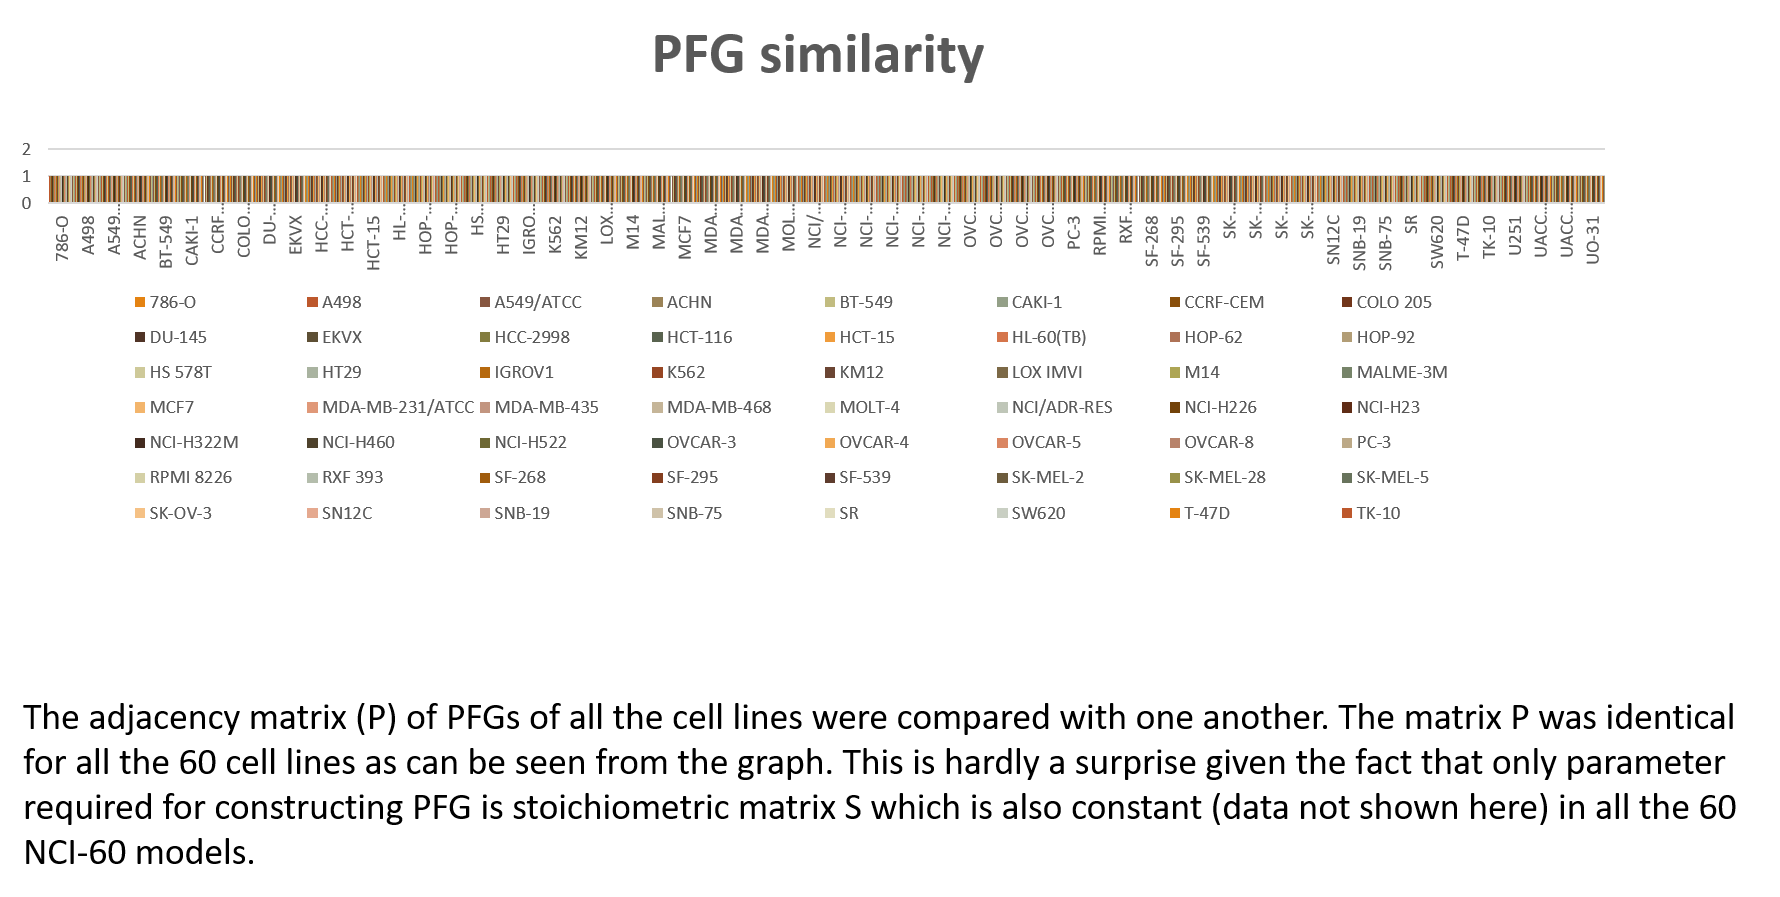 PFG similarity
2
1
0
786-O A498 A549... ACHN BT-549 CAKI-1 CCRF... COLO... DU-... EKVX HCC-... HCT-... HCT-15 HL-... HOP-... HOP-... HS... HT29 IGRO... K562 KM12 LOX... M14 MAL... MCF7 MDA... MDA... MDA... MOL... NCI/... NCI-... NCI-... NCI-... NCI-... NCI-... OVC... OVC... OVC... OVC... PC-3 RPMI... RXF... SF-268 SF-295 SF-539 SK-... SK-... SK-... SK-... SN12C SNB-19 SNB-75 SR SW620 T-47D TK-10 U251 UACC... UACC... UO-31
786-O A498 A549/ATCC ACHN BT-549 CAKI-1 CCRF-CEM COLO 205
DU-145 EKVX HCC-2998 HCT-116 HCT-15 HL-60(TB) HOP-62 HOP-92
HS 578T HT29 IGROV1 K562 KM12 LOX IMVI M14 MALME-3M
MCF7 MDA-MB-231/ATCC MDA-MB-435 MDA-MB-468 MOLT-4 NCI/ADR-RES NCI-H226 NCI-H23
NCI-H322M NCI-H460 NCI-H522 OVCAR-3 OVCAR-4 OVCAR-5 OVCAR-8 PC-3
RPMI 8226 RXF 393 SF-268 SF-295 SF-539 SK-MEL-2 SK-MEL-28 SK-MEL-5
SK-OV-3 SN12C SNB-19 SNB-75 SR SW620 T-47D TK-10
The adjacency matrix (P) of PFGs of all the cell lines were compared with one another. The matrix P was identical
for all the 60 cell lines as can be seen from the graph. This is hardly a surprise given the fact that only parameter
required for constructing PFG is stoichiometric matrix S which is also constant (data not shown here) in all the 60
NCI-60 models.